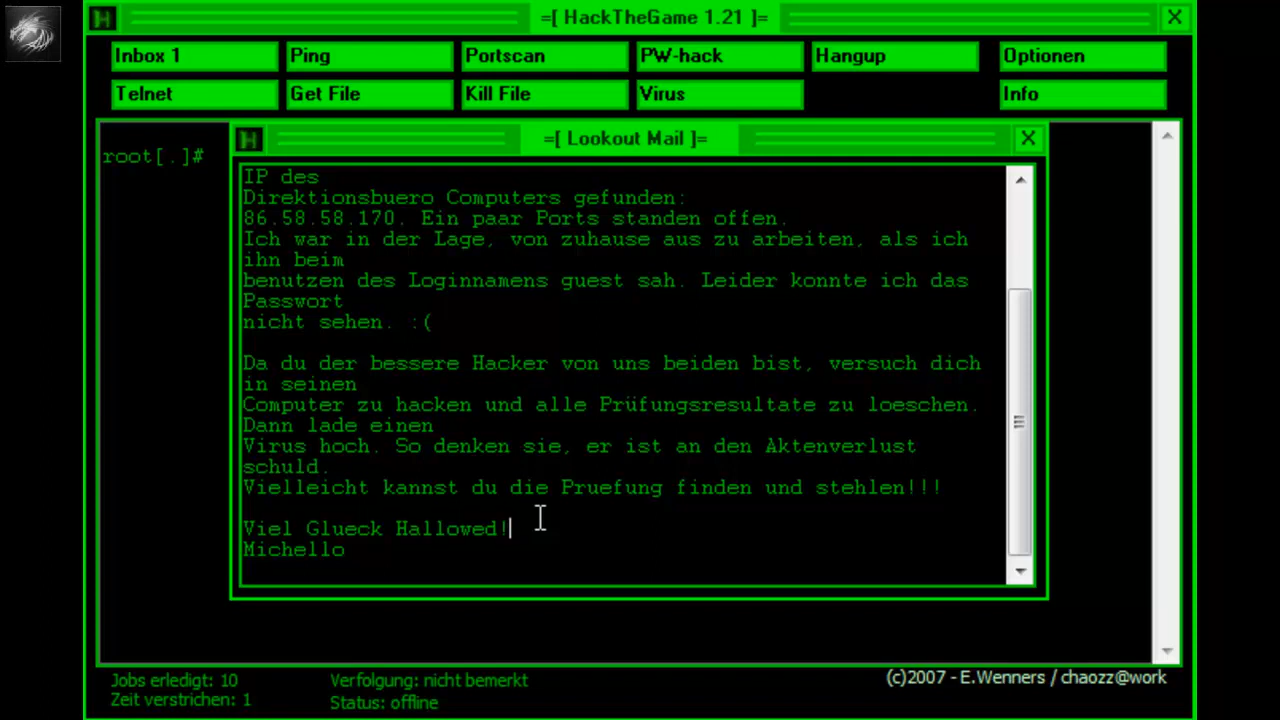 =[ HackTheGame 1.21 ]=
Inbox 1
Ping
Portscan
PW-hack
Hangup
Optionen
Telnet
Get File
Kill File
Virus
Info
root[.]#
=[ Lookout Mail ]=
IP des
Direktionsbuero Computers gefunden:
86.58.58.170. Ein paar Ports standen offen.
Ich war in der Lage, von zuhause aus zu arbeiten, als ich
ihn beim
benutzen des Loginnamens guest sah. Leider konnte ich das
Passwort
nicht sehen. :(
Da du der bessere Hacker von uns beiden bist, versuch dich
in seinen
Computer zu hacken und alle Prüfungsresultate zu loeschen.
Dann lade einen
Virus hoch. So denken sie, er ist an den Aktenverlust
schuld.
Vielleicht kannst du die Pruefung finden und stehlen!!!
Viel Glueck Hallowed!
Michello
Jobs erledigt: 10
Zeit verstrichen: 1
Verfolgung: nicht bemerkt
Status: offline
(c)2007 - E.Wenners / chaozz@work